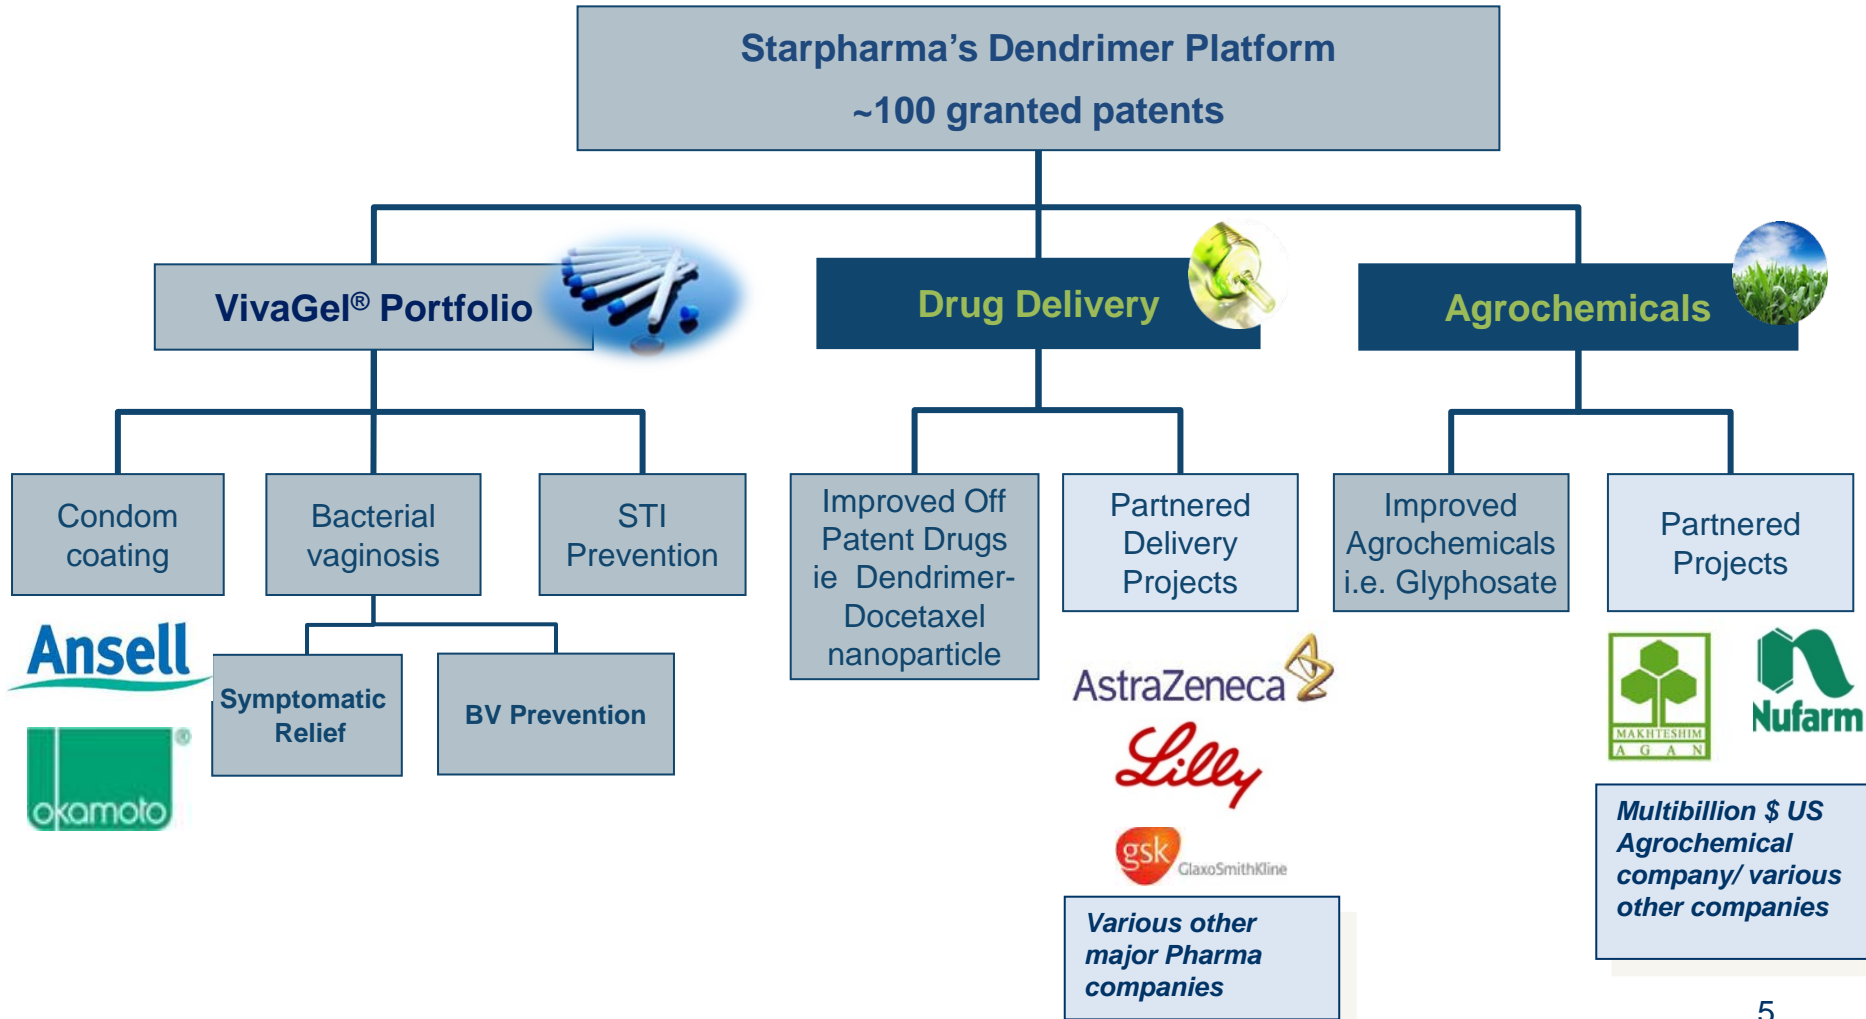 Starpharma’s Dendrimer Platform
~100 granted patents
VivaGel® Portfolio
Drug Delivery
Agrochemicals
Condom
coating
Bacterial
vaginosis
STI
Prevention
Improved Off
Patent Drugs
ie Dendrimer-
Docetaxel
nanoparticle
Partnered
Delivery
Projects
Improved
Agrochemicals
i.e. Glyphosate
Partnered
Projects
Ansell
okamoto®
Symptomatic
Relief
BV Prevention
AstraZeneca
Lilly
gsk
GlaxoSmithKline
Various other
major Pharma
companies
MAKHTESHIM
AGAN
Nufarm
Multibillion $ US
Agrochemical
company/ various
other companies
5